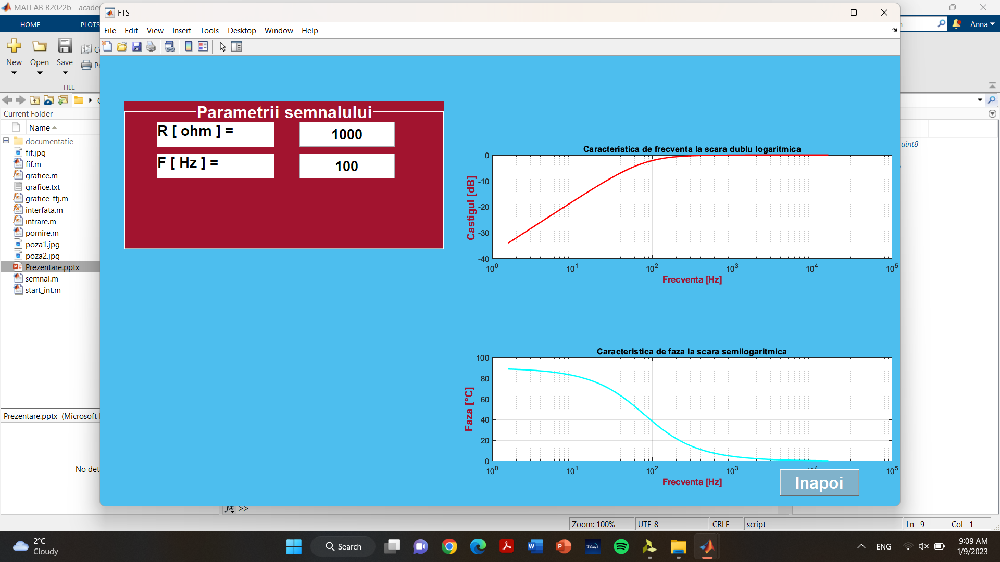 MATLAB R2022b - acade
FTS
HOME
PLOTS
Anna
File Edit View Insert Tools Desktop Window Help
New
Open
Save
FILE
Current Folder
Name
documentatie
fif.jpg
fif.m
grafice.m
grafice.txt
grafice_ftj.m
interfata.m
intrare.m
pornire.m
poza1.jpg
poza2.jpg
Prezentare.pptx
semnal.m
start_int.m
Prezentare.pptx (Microsoft
No det
Parametrii semnalului
R [ ohm ] =
1000
F [ Hz ] =
100
uint8
Caracteristica de frecventa la scara dublu logaritmica
Castigul [dB]
0
-10
-20
-30
-40
10^0 10^1 10^2 10^3 10^4 10^5
Frecventa [Hz]
Caracteristica de faza la scara semilogaritmica
Faza [°C]
100
80
60
40
20
0
10^0 10^1 10^2 10^3 10^5
Frecventa [Hz]
Inapoi
fx >>
Zoom: 100%
UTF-8
CRLF
script
Ln 9
Col 1
2°C
Cloudy
Search
Disney+
ENG
9:09 AM
1/9/2023